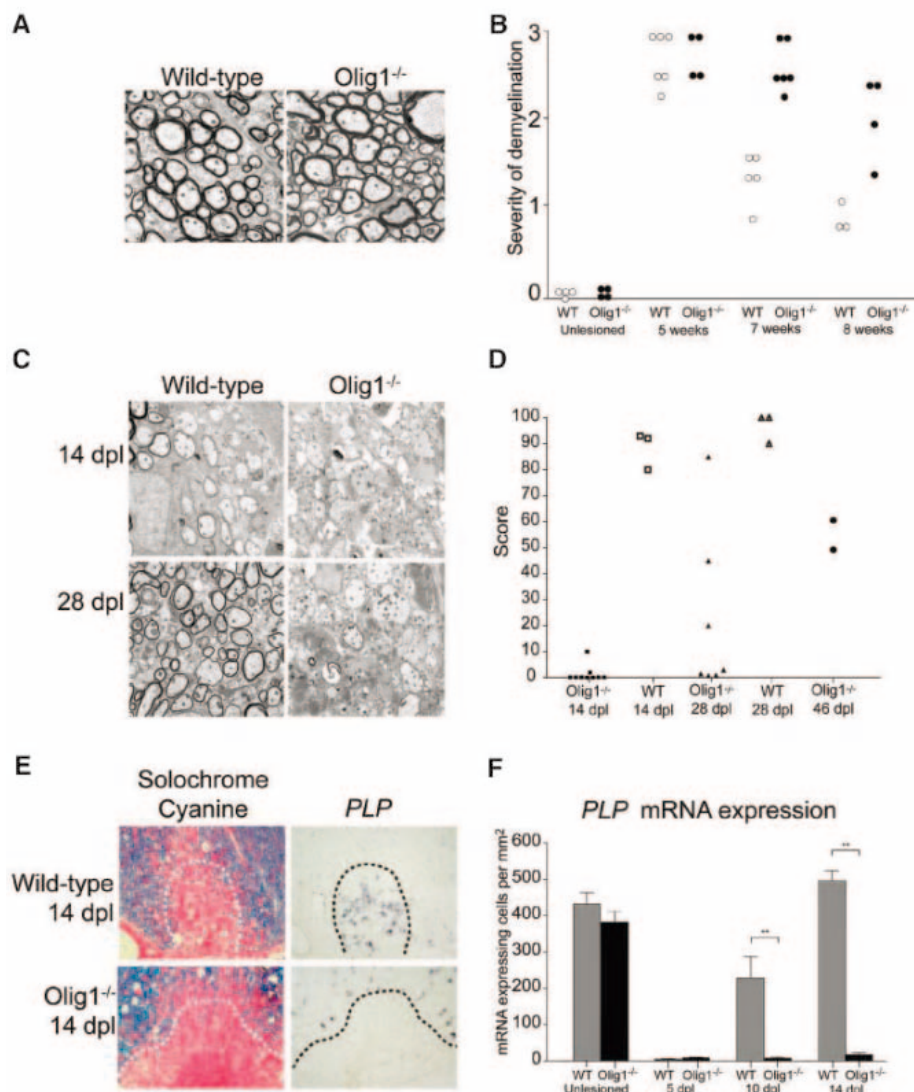 A
Wild-type Olig1-/-
B
Severity of demyelination
3
2
1
0
WT Olig1-/- WT Olig1-/- WT Olig1-/- WT Olig1-/-
Unlesioned 5 weeks 7 weeks 8 weeks
C
Wild-type Olig1-/-
14 dpl
28 dpl
D
Score
100
90
80
70
60
50
40
30
20
10
0
Olig1-/- WT Olig1-/- WT Olig1-/-
14 dpl 14 dpl 28 dpl 28 dpl 46 dpl
E
Solochrome
Cyanine PLP
Wild-type
14 dpl
Olig1-/-
14 dpl
F
PLP mRNA expression
mRNA expressing cells per mm2
600
500
400
300
200
100
0
** **
WT Olig1-/- WT Olig1-/- WT Olig1-/- WT Olig1-/-
Unlesioned 5 dpl 10 dpl 14 dpl